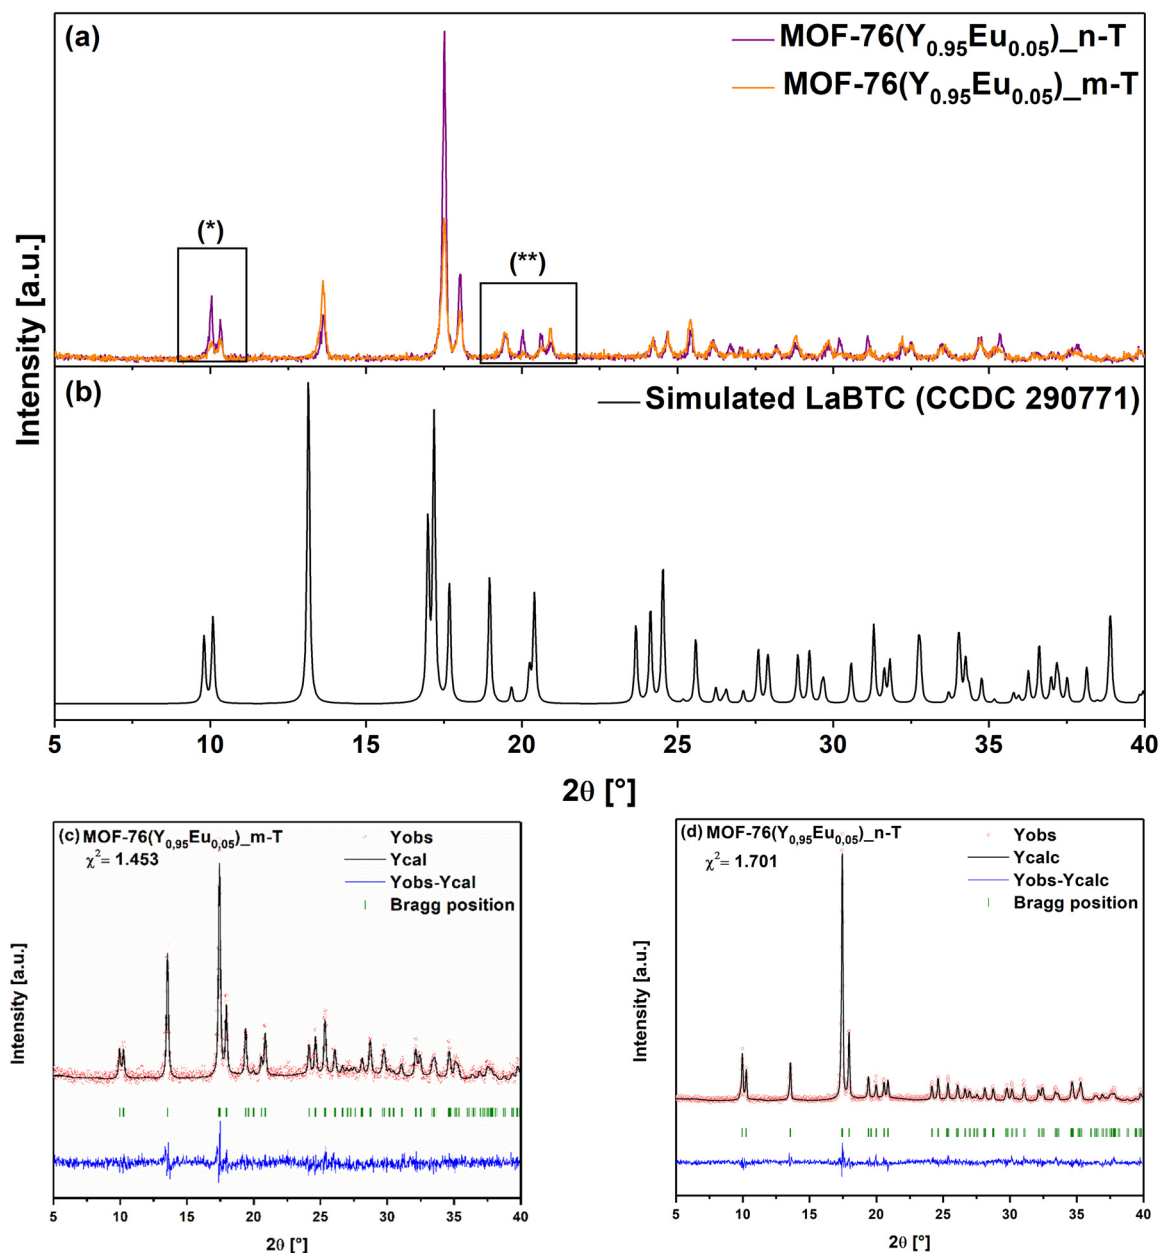 (a)
MOF-76(Y0.95Eu0.05)_n-T
MOF-76(Y0.95Eu0.05)_m-T
(*)
(**)
Intensity [a.u.]
(b)
Simulated LaBTC (CCDC 290771)
5 10 15 20 25 30 35 40
2θ [°]
(c) MOF-76(Y0,95Eu0,05)_m-T
χ2= 1.453
Yobs
Ycal
Yobs-Ycal
Bragg position
Intensity [a.u.]
5 10 15 20 25 30 35 40
2θ [°]
(d) MOF-76(Y0.95Eu0.05)_n-T
χ2= 1.701
Yobs
Ycalc
Yobs-Ycalc
Bragg position
Intensity [a.u.]
5 10 15 20 25 30 35 40
2θ [°]